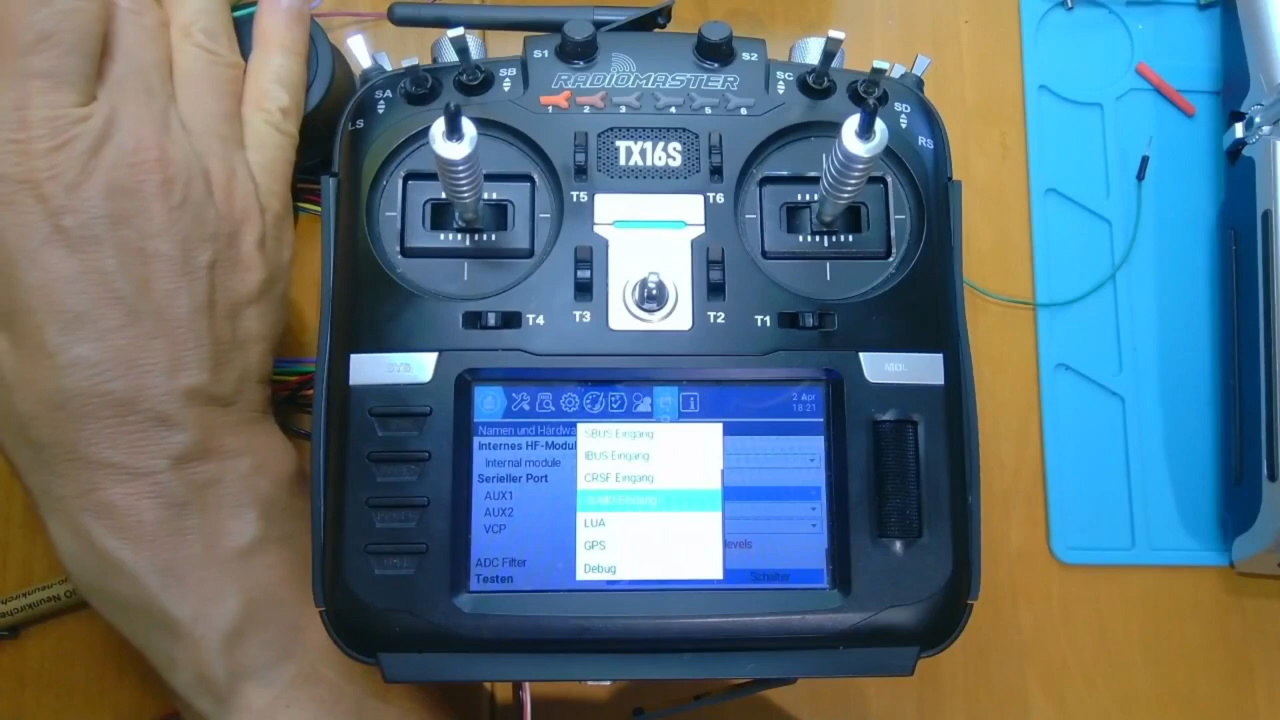 S1
S2
RADIOMASTER
SA
SB
SC
SD
LS
RS
1 2 3 4 5 6
TX16S
T5
T6
T3
T2
T4
T1
SYS
MDL
2 Apr
18:21
Namen und Hardwa
Internes HF-Modul
Internal module
Serieller Port
AUX1
AUX2
VCP
ADC Filter
Testen
SBUS Eingang
IBUS Eingang
CRSF Eingang
LUA
GPS
Debug
levels
Schalter